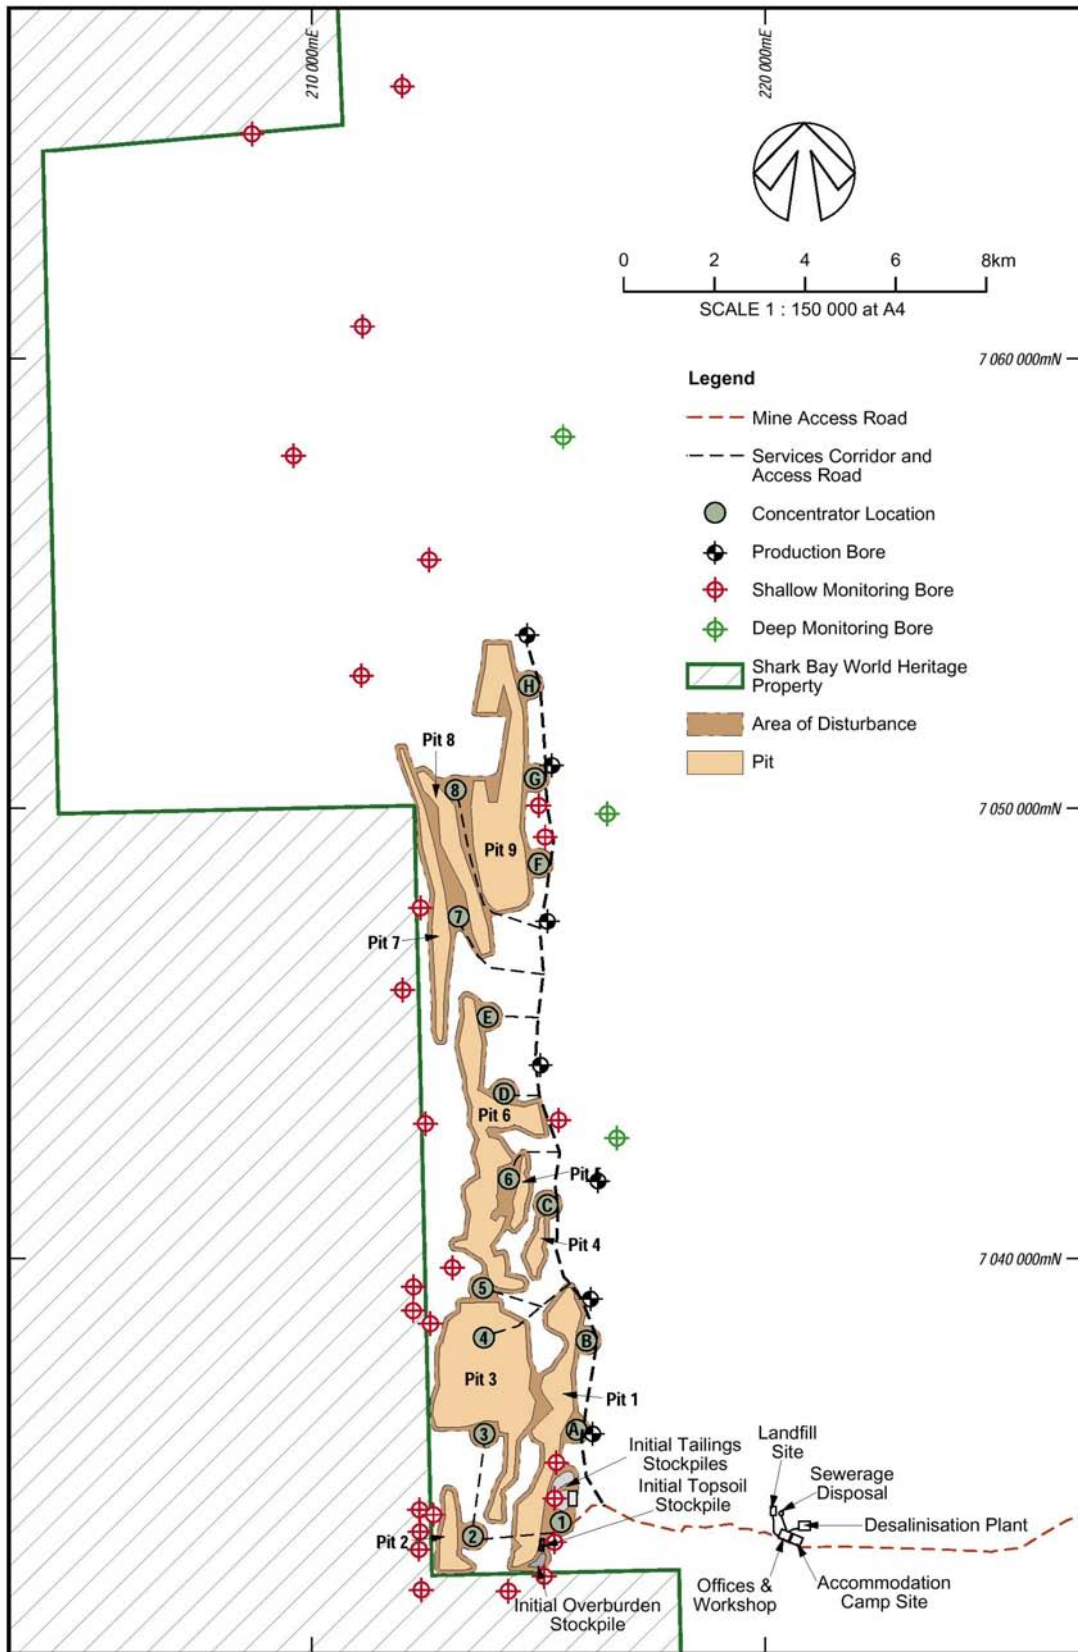 210 000mE
220 000mE
0 2 4 6 8km
SCALE 1 : 150 000 at A4
7 060 000mN
Legend
Mine Access Road
Services Corridor and
Access Road
Concentrator Location
Production Bore
Shallow Monitoring Bore
Deep Monitoring Bore
Shark Bay World Heritage
Property
Area of Disturbance
Pit
H
Pit 8
G
8
7 050 000mN
Pit 9
F
7
Pit 7
E
D
Pit 6
6
Pit 5
C
Pit 4
7 040 000mN
5
4
B
Pit 3
Pit 1
A
3
Initial Tailings
Stockpiles
Initial Topsoil
Stockpile
Landfill
Site
Sewerage
Disposal
Desalinisation Plant
1
2
Pit 2
Offices &
Workshop
Accommodation
Camp Site
Initial Overburden
Stockpile